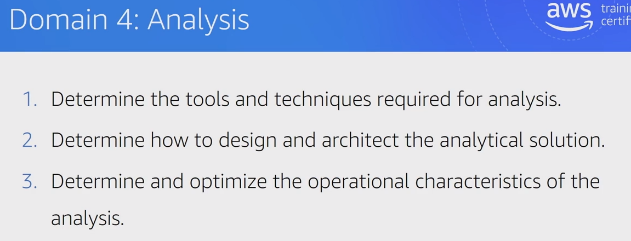 Domain 4: Analysis
aws
1. Determine the tools and techniques required for analysis.
2. Determine how to design and architect the analytical solution.
3. Determine and optimize the operational characteristics of the
analysis.